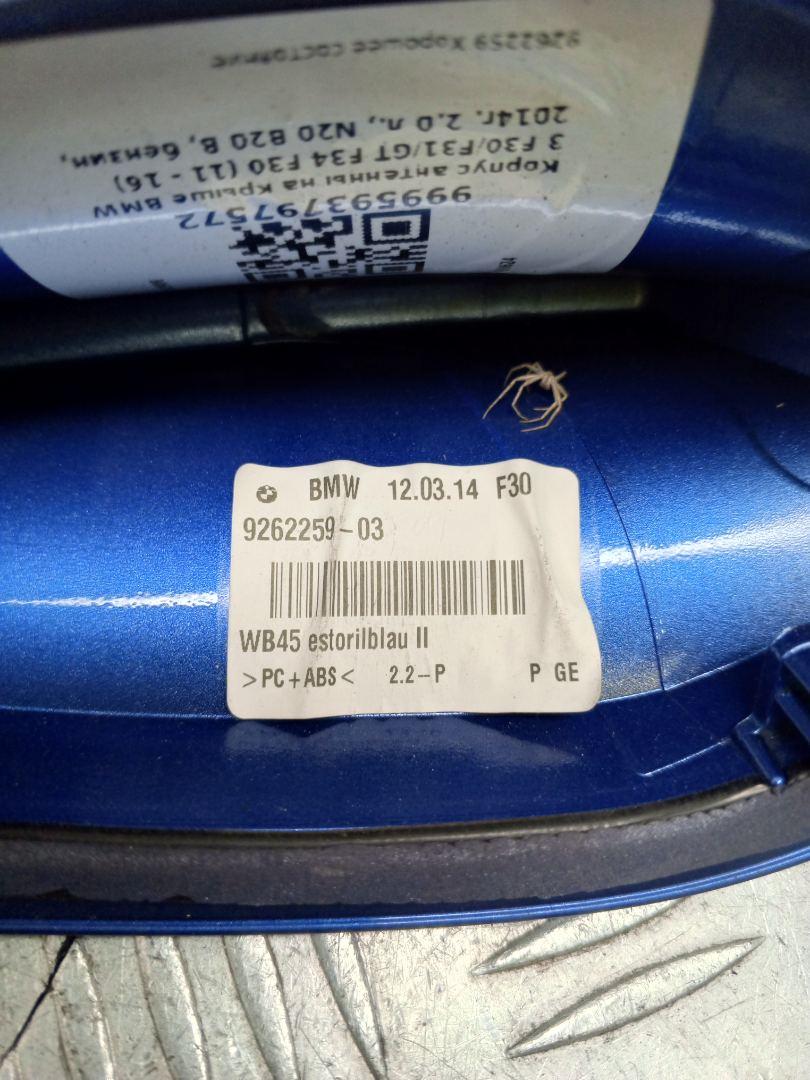 999593797572
Корпус антенны на крыше BMW
3 F30/F31/GT F34 F30 (11 - 16)
2014г. 2.0 л., N20 B20 B, бензин,
9262259 Хорошее состояние
BMW 12.03.14 F30
9262259-03
WB45 estorilblau II
>PC+ABS< 2.2-P P GE